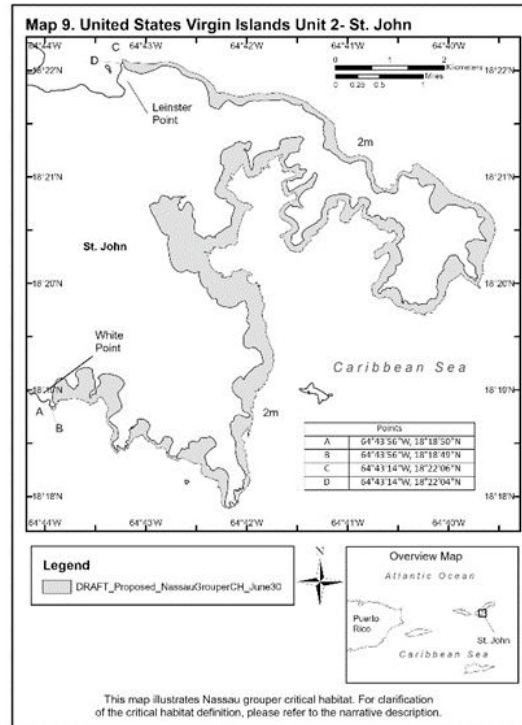 Map 9. United States Virgin Islands Unit 2- St. John
64°44'W 64°43'W 64°42'W 64°41'W 64°40'W
C
D
18°22'N 18°22'N
0 1 2
Kilometers
Miles
0 0.25 0.5 1
Leinster
Point
2m
18°21'N 18°21'N
St. John
18°20'N 18°20'N
White
Point
Caribbean Sea
18°19'N 18°19'N
A
B
2m
Points
A 64°43'56"W, 18°18'50"N
B 64°43'56"W, 18°18'49"N
C 64°43'14"W, 18°22'06"N
D 64°43'14"W, 18°22'04"N
18°18'N 18°18'N
64°44'W 64°43'W 64°42'W 64°41'W 64°40'W
Legend
DRAFT_Proposed_NassauGrouperCH_June30
N
Overview Map
Atlantic Ocean
Puerto
Rico
St. John
Caribbean Sea
This map illustrates Nassau grouper critical habitat. For clarification
of the critical habitat definition, please refer to the narrative description.